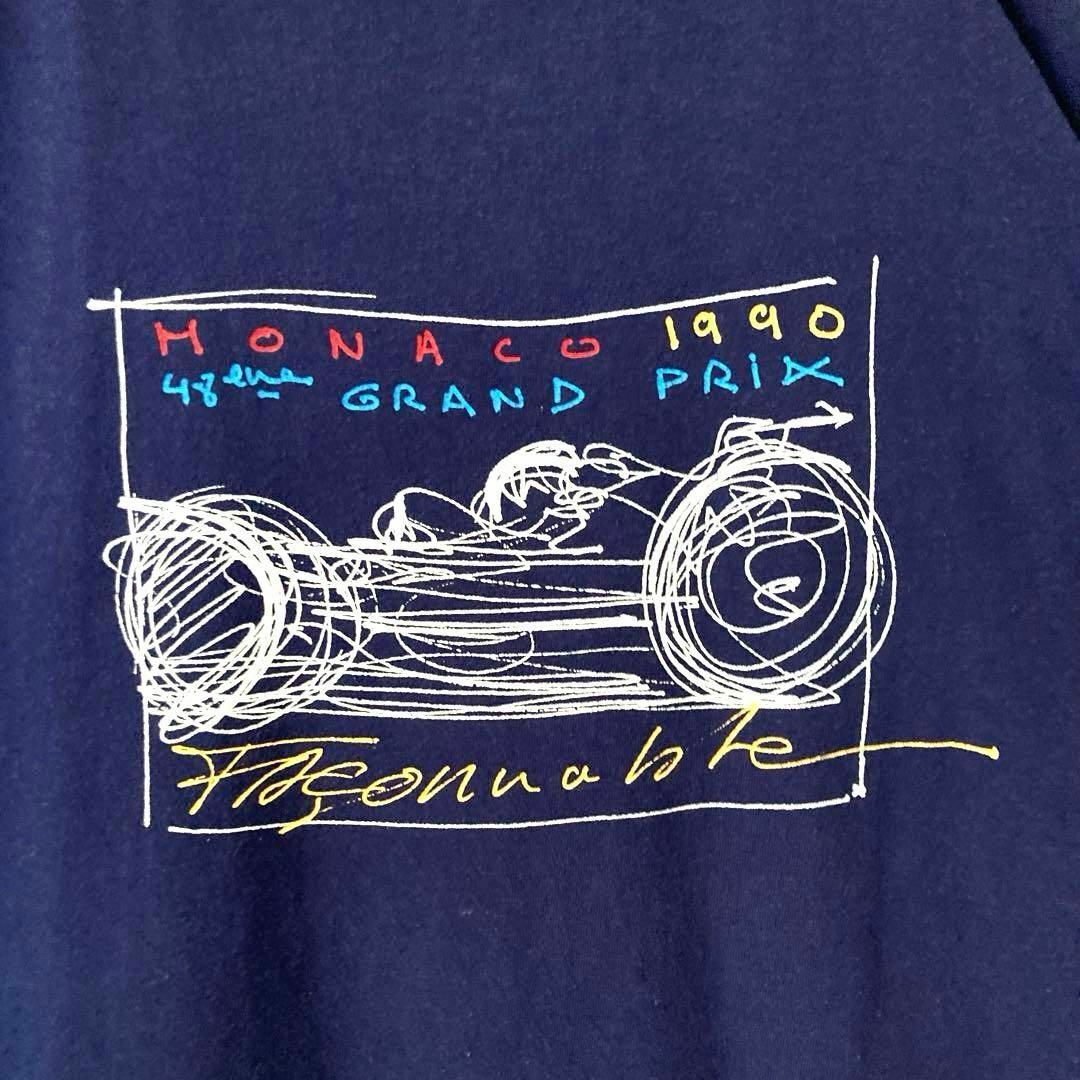 MONACO 1990
48ème GRAND PRIX
Façonnable